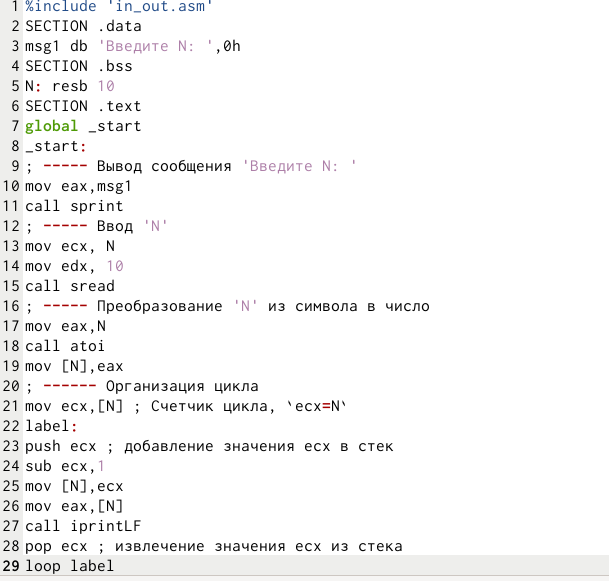 1 %include 'in_out.asm'
2 SECTION .data
3 msg1 db 'Введите N: ',0h
4 SECTION .bss
5 N: resb 10
6 SECTION .text
7 global _start
8 _start:
9 ; ----- Вывод сообщения 'Введите N: '
10 mov eax,msg1
11 call sprint
12 ; ----- Ввод 'N'
13 mov ecx, N
14 mov edx, 10
15 call sread
16 ; ----- Преобразование 'N' из символа в число
17 mov eax,N
18 call atoi
19 mov [N],eax
20 ; ------ Организация цикла
21 mov ecx,[N] ; Счетчик цикла, `ecx=N`
22 label:
23 push ecx ; добавление значения ecx в стек
24 sub ecx,1
25 mov [N],ecx
26 mov eax,[N]
27 call iprintLF
28 pop ecx ; извлечение значения ecx из стека
29 loop label